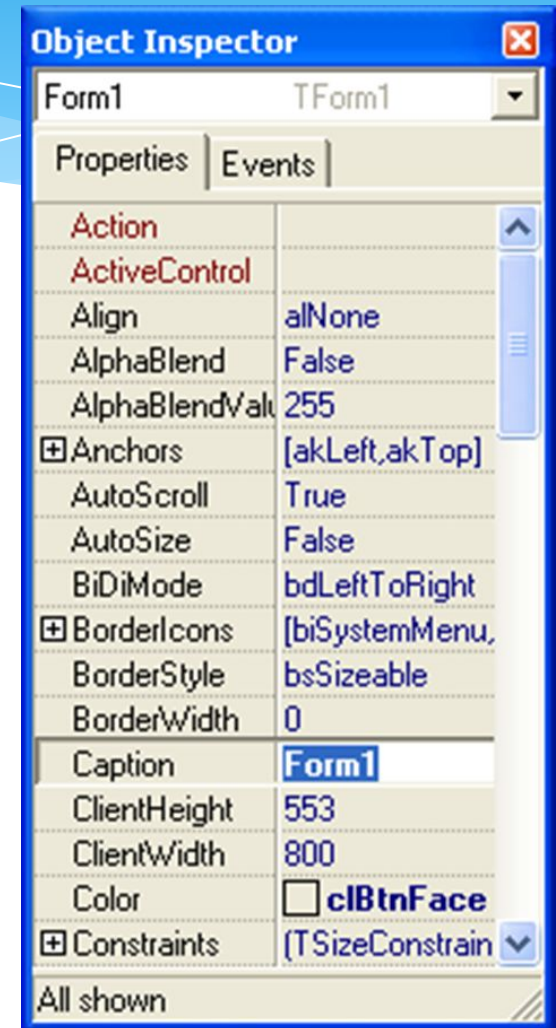 Object Inspector
Form1 TForm1
Properties Events
Action
ActiveControl
Align alNone
AlphaBlend False
AlphaBlendValu 255
Anchors [akLeft,akTop]
AutoScroll True
AutoSize False
BiDiMode bdLeftToRight
BorderIcons [biSystemMenu,
BorderStyle bsSizeable
BorderWidth 0
Caption Form1
ClientHeight 553
ClientWidth 800
Color clBtnFace
Constraints (TSizeConstrain
All shown